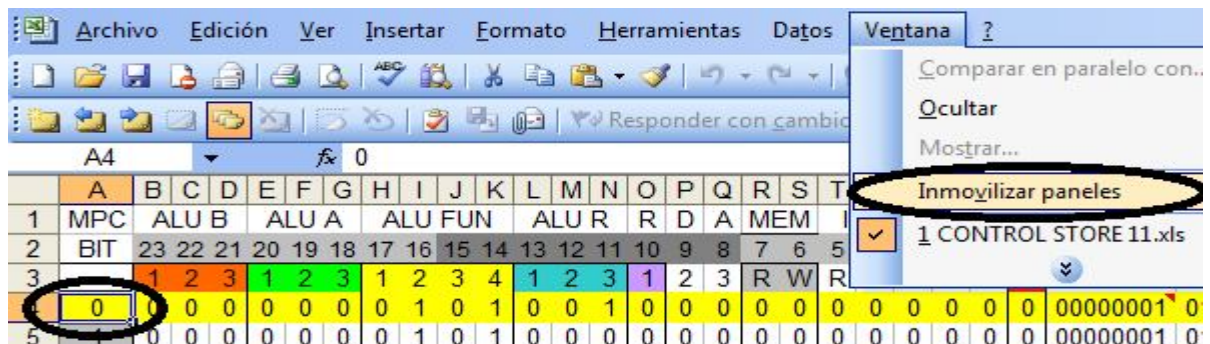 Archivo Edición Ver Insertar Formato Herramientas Datos Ventana ?
Comparar en paralelo con..
ABC
Ocultar
Responder con cambio
Mostrar...
A4 fx 0
Inmovilizar paneles
1 CONTROL STORE 11.xls
A B C D E F G H I J K L M N O P Q R S T
1 MPC ALU B ALU A ALU FUN ALU R R D A MEM
2 BIT 23 22 21 20 19 18 17 16 15 14 13 12 11 10 9 8 7 6 5
3 1 2 3 1 2 3 1 2 3 4 1 2 3 1 2 3 R W R
0 0 0 0 0 0 0 0 1 0 1 0 0 1 0 0 0 0 0 0 0 0 0 0 0 00000001
5 0 0 0 0 0 0 0 1 0 1 0 0 0 0 0 0 0 0 0 0 0 0 0 0 00000001